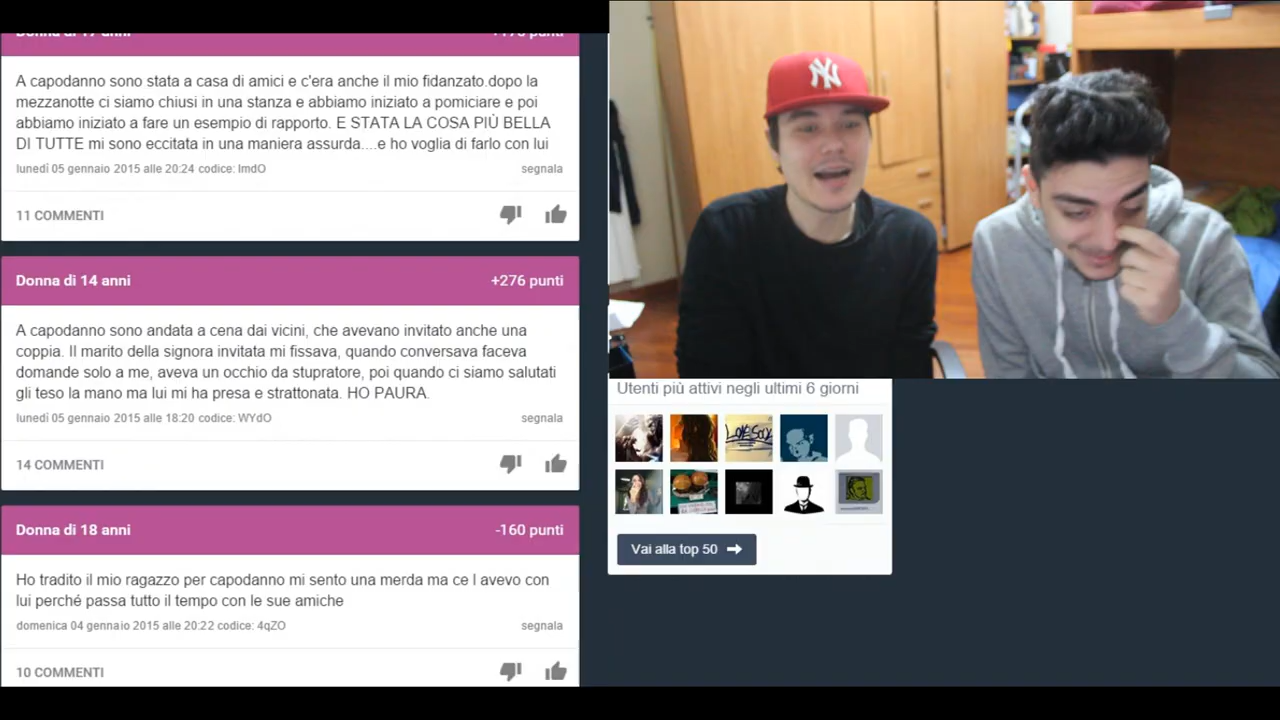 Donna di 17 anni
A capodanno sono stata a casa di amici e c'era anche il mio fidanzato.dopo la
mezzanotte ci siamo chiusi in una stanza e abbiamo iniziato a pomiciare e poi
abbiamo iniziato a fare un esempio di rapporto. E STATA LA COSA PIÙ BELLA
DI TUTTE mi sono eccitata in una maniera assurda....e ho voglia di farlo con lui
lunedì 05 gennaio 2015 alle 20:24 codice: ImdO segnala
11 COMMENTI
Donna di 14 anni +276 punti
A capodanno sono andata a cena dai vicini, che avevano invitato anche una
coppia. Il marito della signora invitata mi fissava, quando conversava faceva
domande solo a me, aveva un occhio da stupratore, poi quando ci siamo salutati
gli teso la mano ma lui mi ha presa e strattonata. HO PAURA.
lunedì 05 gennaio 2015 alle 18:20 codice: WYdO segnala
14 COMMENTI
Donna di 18 anni -160 punti
Ho tradito il mio ragazzo per capodanno mi sento una merda ma ce l avevo con
lui perché passa tutto il tempo con le sue amiche
domenica 04 gennaio 2015 alle 20:22 codice: 4qZO segnala
10 COMMENTI
NY
Utenti più attivi negli ultimi 6 giorni
Vai alla top 50